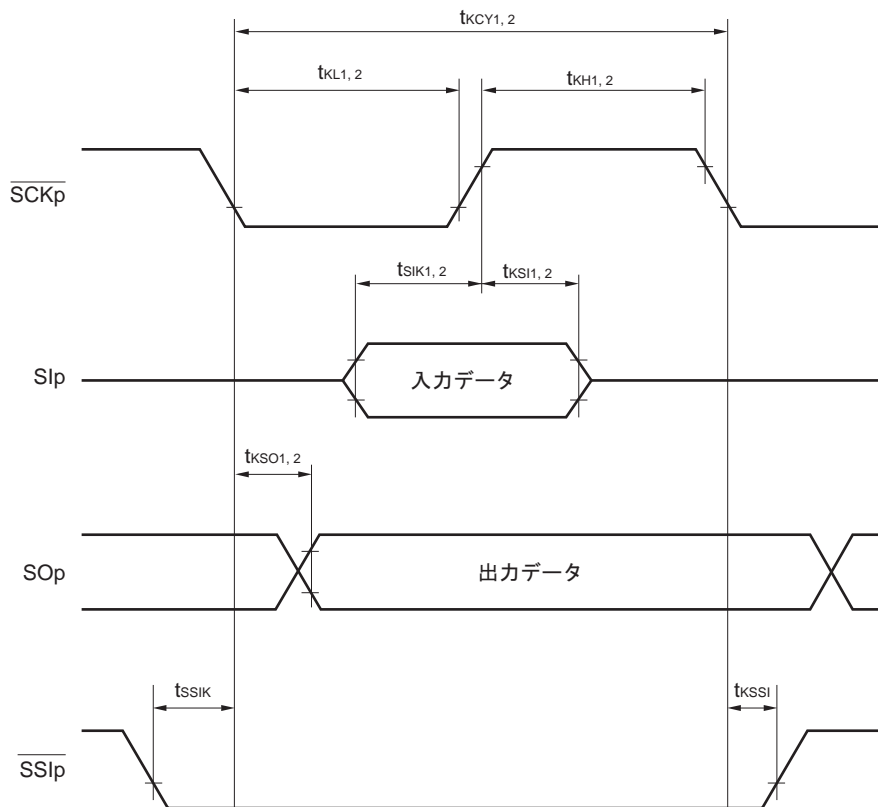 tKCY1, 2
tKL1, 2
tKH1, 2
SCKp
tSIK1, 2
tKSI1, 2
SIp
入力データ
tKSO1, 2
SOp
出力データ
tSSIK
tKSSI
SSIp